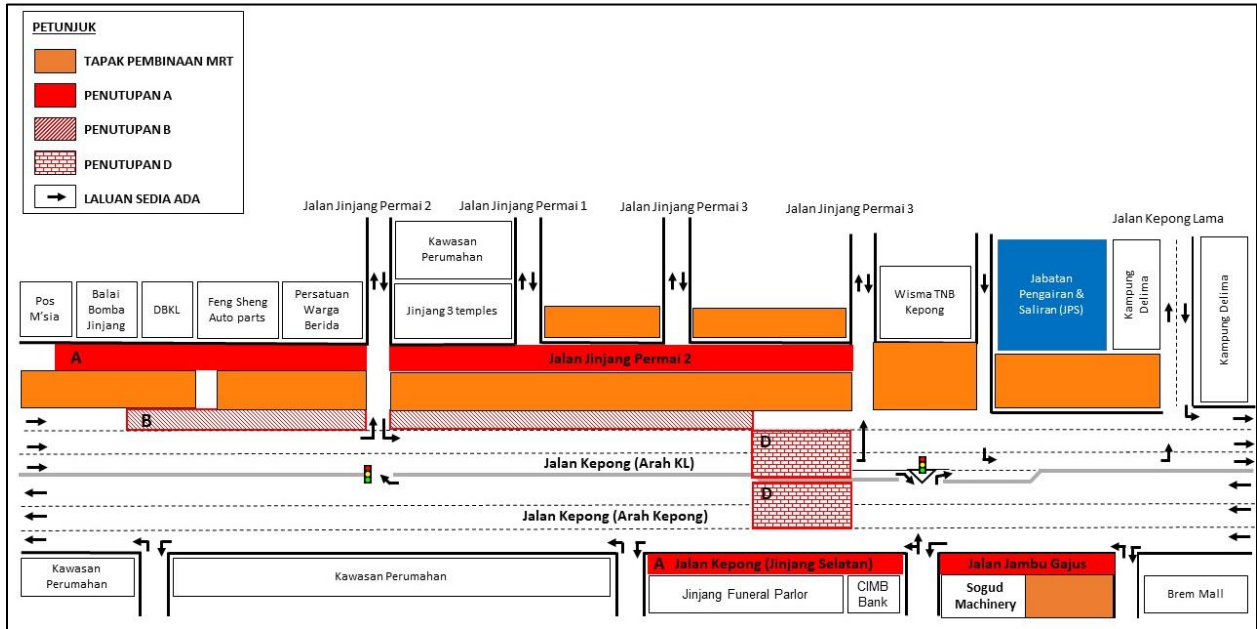 PETUNJUK
TAPAK PEMBINAAN MRT
PENUTUPAN A
PENUTUPAN B
PENUTUPAN D
LALUAN SEDIA ADA
Jalan Jinjang Permai 2
Jalan Jinjang Permai 1
Jalan Jinjang Permai 3
Jalan Jinjang Permai 3
Jalan Kepong Lama
Kawasan
Perumahan
Pos
M'sia
Balai
Bomba
Jinjang
DBKL
Feng Sheng
Auto parts
Persatuan
Warga
Berida
Jinjang 3 temples
Wisma TNB
Kepong
Jabatan
Pengairan &
Saliran (JPS)
Kampung
Delima
Kampung Delima
A
Jalan Jinjang Permai 2
B
D
Jalan Kepong (Arah KL)
D
Jalan Kepong (Arah Kepong)
A Jalan Kepong (Jinjang Selatan)
Jalan Jambu Gajus
Kawasan
Perumahan
Kawasan Perumahan
Jinjang Funeral Parlor
CIMB
Bank
Sogud
Machinery
Brem Mall